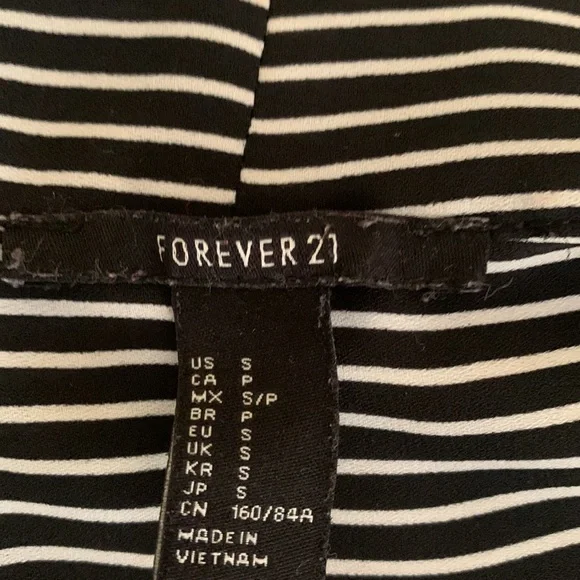 FOREVER 21
US S
CA P
MX S/P
BR P
EU S
UK S
KR S
JP S
CN 160/84A
MADE IN
VIETNAM